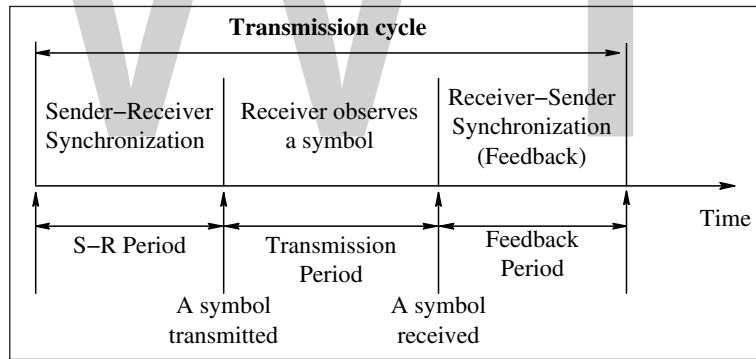 Transmission cycle
Sender−Receiver
Synchronization
Receiver observes
a symbol
Receiver−Sender
Synchronization
(Feedback)
Time
S−R Period
Transmission
Period
Feedback
Period
A symbol
transmitted
A symbol
received